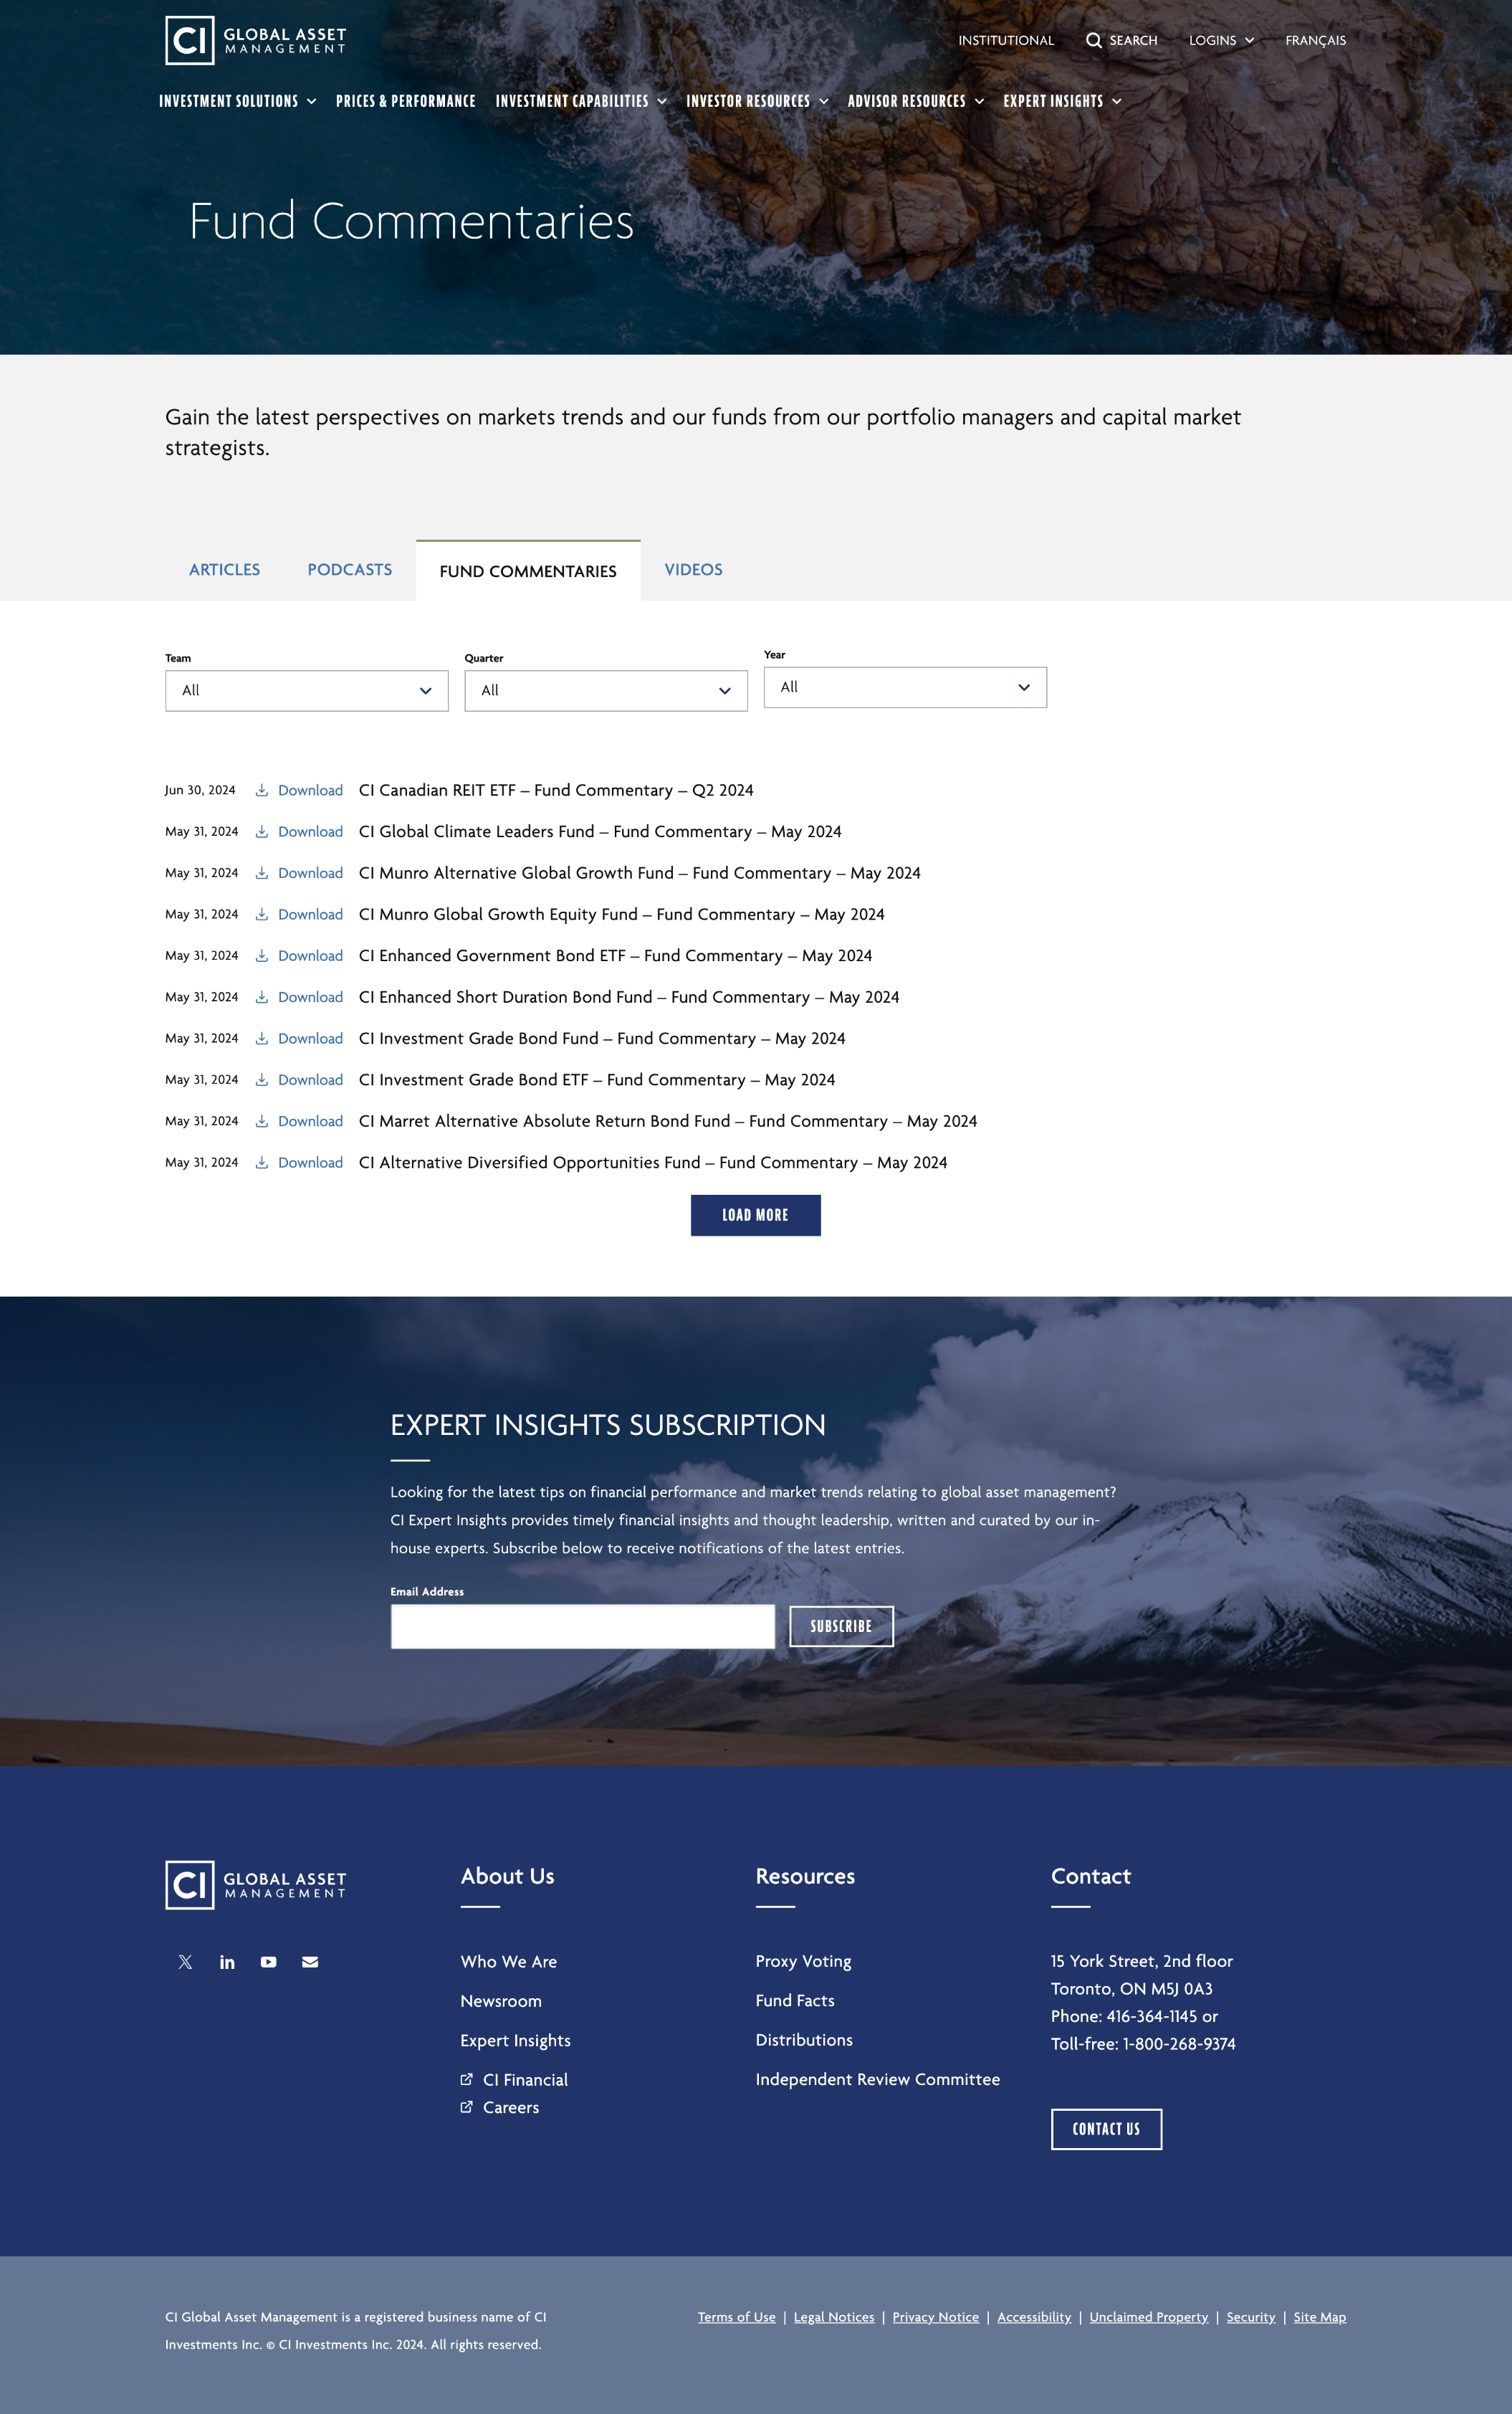 CI GLOBAL ASSET
MANAGEMENT
INSTITUTIONAL SEARCH LOGINS FRANÇAIS
INVESTMENT SOLUTIONS PRICES & PERFORMANCE INVESTMENT CAPABILITIES INVESTOR RESOURCES ADVISOR RESOURCES EXPERT INSIGHTS
Fund Commentaries
Gain the latest perspectives on markets trends and our funds from our portfolio managers and capital market
strategists.
ARTICLES PODCASTS FUND COMMENTARIES VIDEOS
Team Quarter Year
All All All
Jun 30, 2024 Download CI Canadian REIT ETF – Fund Commentary – Q2 2024
May 31, 2024 Download CI Global Climate Leaders Fund – Fund Commentary – May 2024
May 31, 2024 Download CI Munro Alternative Global Growth Fund – Fund Commentary – May 2024
May 31, 2024 Download CI Munro Global Growth Equity Fund – Fund Commentary – May 2024
May 31, 2024 Download CI Enhanced Government Bond ETF – Fund Commentary – May 2024
May 31, 2024 Download CI Enhanced Short Duration Bond Fund – Fund Commentary – May 2024
May 31, 2024 Download CI Investment Grade Bond Fund – Fund Commentary – May 2024
May 31, 2024 Download CI Investment Grade Bond ETF – Fund Commentary – May 2024
May 31, 2024 Download CI Marret Alternative Absolute Return Bond Fund – Fund Commentary – May 2024
May 31, 2024 Download CI Alternative Diversified Opportunities Fund – Fund Commentary – May 2024
LOAD MORE
EXPERT INSIGHTS SUBSCRIPTION
Looking for the latest tips on financial performance and market trends relating to global asset management?
CI Expert Insights provides timely financial insights and thought leadership, written and curated by our in-
house experts. Subscribe below to receive notifications of the latest entries.
Email Address
SUBSCRIBE
CI GLOBAL ASSET
MANAGEMENT
About Us
Who We Are
Newsroom
Expert Insights
CI Financial
Careers
Resources
Proxy Voting
Fund Facts
Distributions
Independent Review Committee
Contact
15 York Street, 2nd floor
Toronto, ON M5J 0A3
Phone: 416-364-1145 or
Toll-free: 1-800-268-9374
CONTACT US
CI Global Asset Management is a registered business name of CI
Investments Inc. © CI Investments Inc. 2024. All rights reserved.
Terms of Use | Legal Notices | Privacy Notice | Accessibility | Unclaimed Property | Security | Site Map